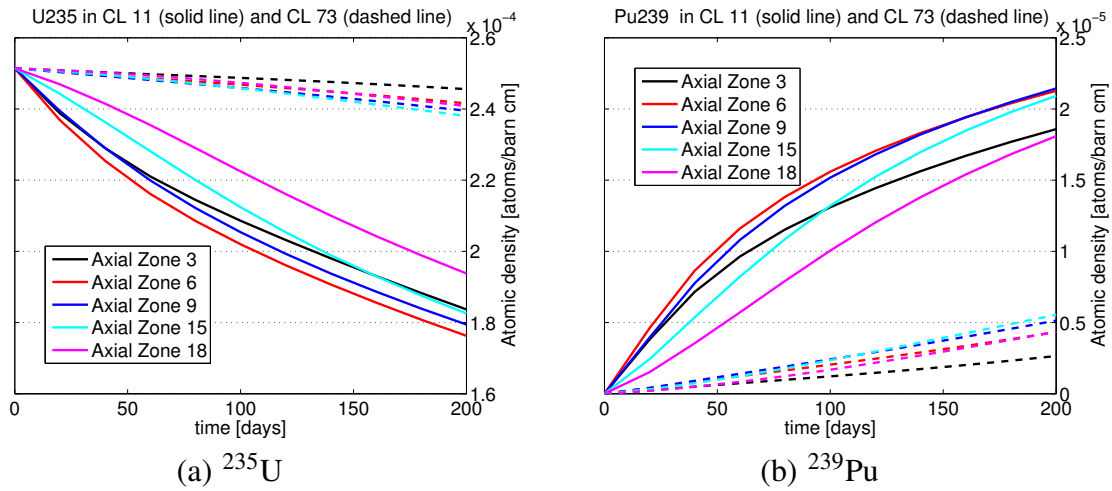 U235 in CL 11 (solid line) and CL 73 (dashed line)
x 10⁻⁴
2.6
2.4
2.2
2
1.8
1.6
Atomic density [atoms/barn cm]
Axial Zone 3
Axial Zone 6
Axial Zone 9
Axial Zone 15
Axial Zone 18
0 50 100 150 200
time [days]
(a) ²³⁵U
Pu239 in CL 11 (solid line) and CL 73 (dashed line)
x 10⁻⁵
2.5
2
1.5
1
0.5
0
Atomic density [atoms/barn cm]
Axial Zone 3
Axial Zone 6
Axial Zone 9
Axial Zone 15
Axial Zone 18
0 50 100 150 200
time [days]
(b) ²³⁹Pu